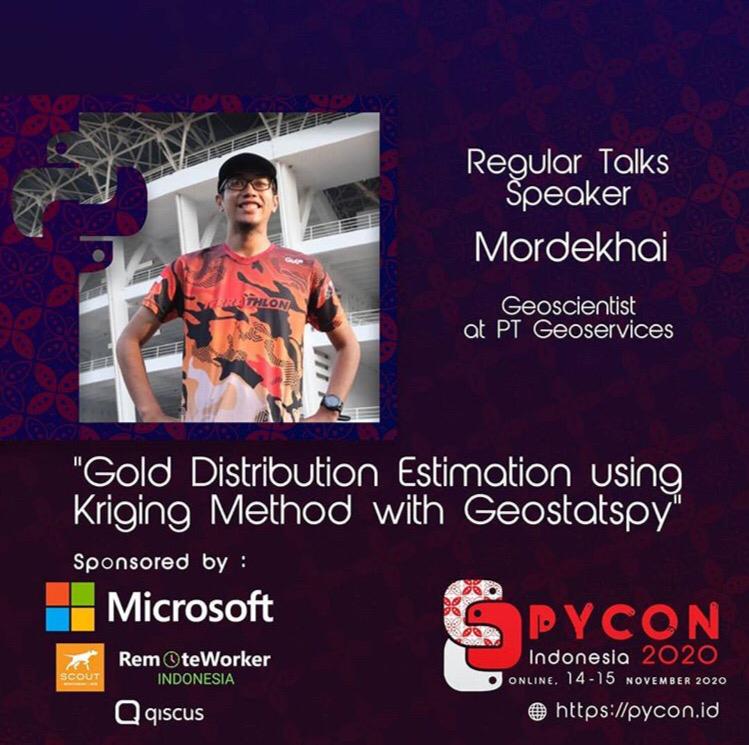 Regular Talks
Speaker
Mordekhai
Geoscientist
at PT Geoservices
"Gold Distribution Estimation using
Kriging Method with Geostatspy"
Sponsored by :
Microsoft
SCOUT
RemoteWorker
INDONESIA
qiscus
PYCON
Indonesia 2020
ONLINE, 14-15 NOVEMBER 2020
https://pycon.id